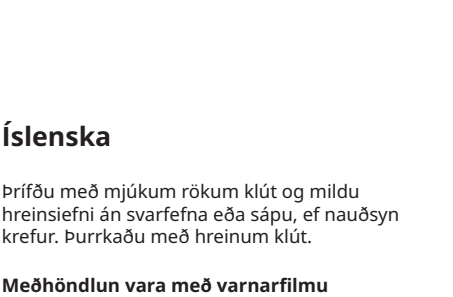 Íslenska
Þrífðu með mjúkum rökum klút og mildu
hreinsiefni án svarfefna eða sápu, ef nauðsyn
krefur. Þurrkaðu með hreinum klút.
Meðhöndlun vara með varnarfilmu